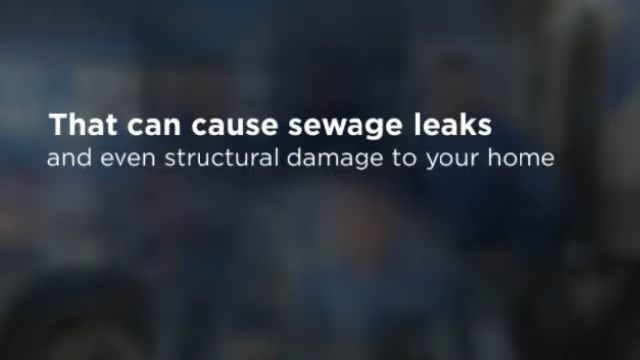 That can cause sewage leaks
and even structural damage to your home